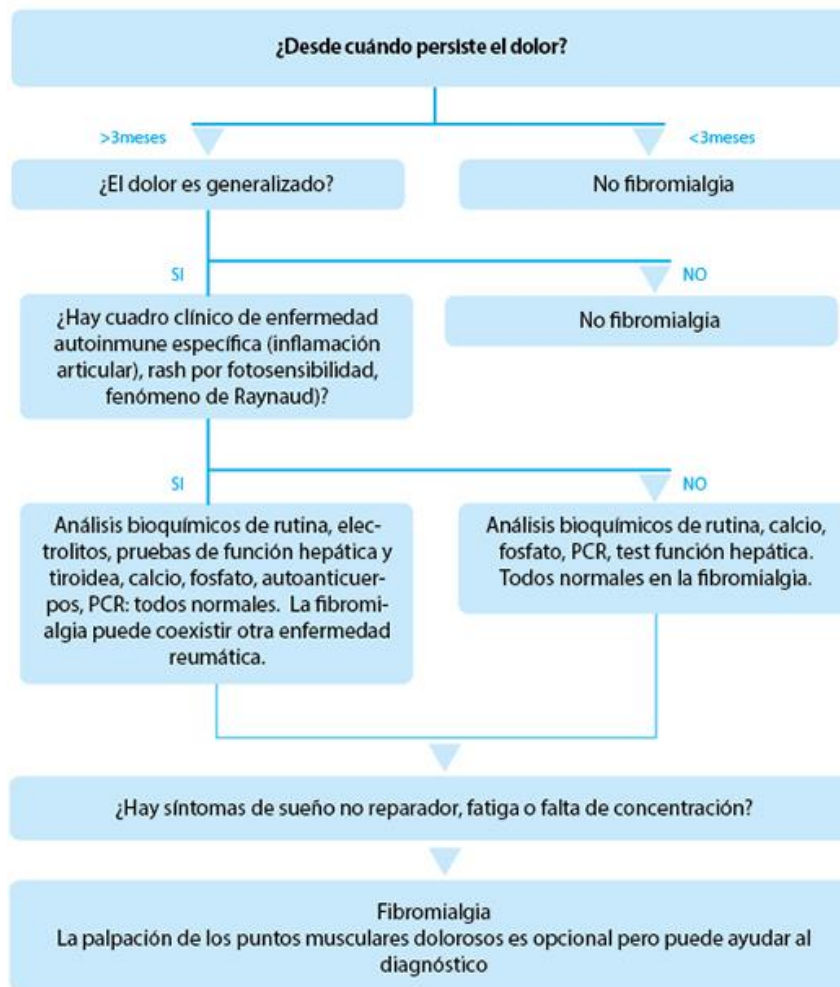 ¿Desde cuándo persiste el dolor?
>3meses
<3meses
¿El dolor es generalizado?
No fibromialgia
SI
NO
¿Hay cuadro clínico de enfermedad
autoinmune específica (inflamación
articular), rash por fotosensibilidad,
fenómeno de Raynaud)?
No fibromialgia
SI
NO
Análisis bioquímicos de rutina, elec-
trolitos, pruebas de función hepática y
tiroidea, calcio, fosfato, autoanticuer-
pos, PCR: todos normales. La fibromi-
algia puede coexistir otra enfermedad
reumática.
Análisis bioquímicos de rutina, calcio,
fosfato, PCR, test función hepática.
Todos normales en la fibromialgia.
¿Hay síntomas de sueño no reparador, fatiga o falta de concentración?
Fibromialgia
La palpación de los puntos musculares dolorosos es opcional pero puede ayudar al
diagnóstico